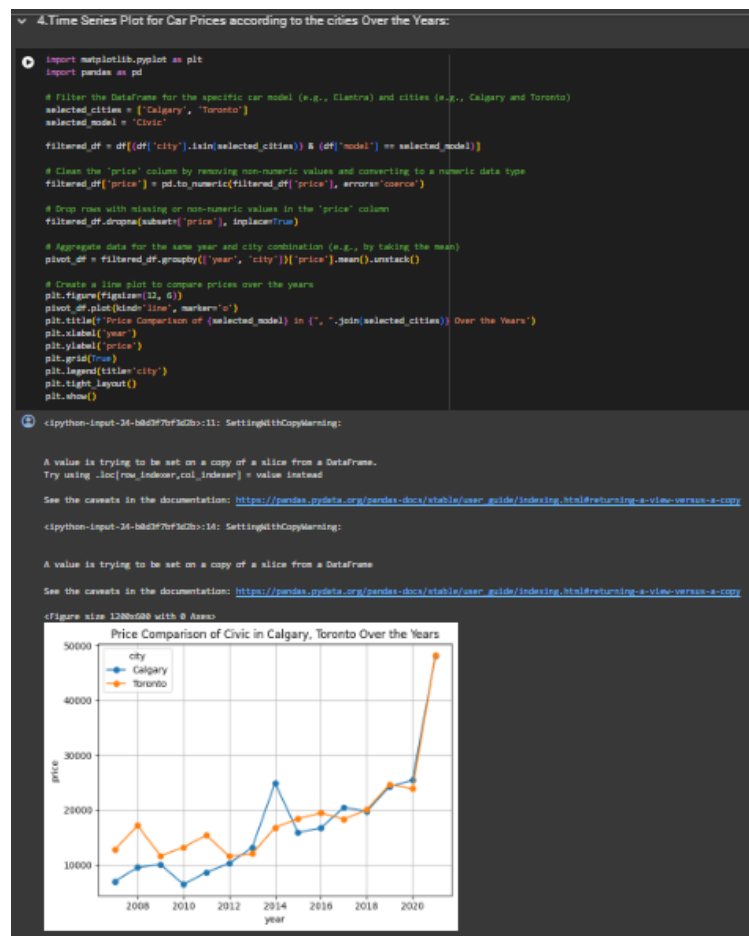 4.Time Series Plot for Car Prices according to the cities Over the Years:
import matplotlib.pyplot as plt
import pandas as pd
# Filter the DataFrame for the specific car model (e.g., Elantra) and cities (e.g., Calgary and Toronto)
selected_cities = ['Calgary', 'Toronto']
selected_model = 'Civic'
filtered_df = df[(df['city'].isin(selected_cities)) & (df['model'] == selected_model)]
# Clean the 'price' column by removing non-numeric values and converting to a numeric data type
filtered_df['price'] = pd.to_numeric(filtered_df['price'], errors='coerce')
# Drop rows with missing or non-numeric values in the 'price' column
filtered_df.dropna(subset=['price'], inplace=True)
# Aggregate data for the same year and city combination (e.g., by taking the mean)
pivot_df = filtered_df.groupby(['year', 'city'])['price'].mean().unstack()
# Create a line plot to compare prices over the years
plt.figure(figsize=(12, 6))
pivot_df.plot(kind='line', marker='o')
plt.title(f'Price Comparison of {selected_model} in {", ".join(selected_cities)} Over the Years')
plt.xlabel('year')
plt.ylabel('price')
plt.grid(True)
plt.legend(title='city')
plt.tight_layout()
plt.show()
<ipython-input-24-b0d3f7bf3d2b>:11: SettingWithCopyWarning:
A value is trying to be set on a copy of a slice from a DataFrame.
Try using .loc[row_indexer,col_indexer] = value instead
See the caveats in the documentation: https://pandas.pydata.org/pandas-docs/stable/user_guide/indexing.html#returning-a-view-versus-a-copy
<ipython-input-24-b0d3f7bf3d2b>:14: SettingWithCopyWarning:
A value is trying to be set on a copy of a slice from a DataFrame
See the caveats in the documentation: https://pandas.pydata.org/pandas-docs/stable/user_guide/indexing.html#returning-a-view-versus-a-copy
<Figure size 1200x600 with 0 Axes>
Price Comparison of Civic in Calgary, Toronto Over the Years
city
Calgary
Toronto
50000
40000
30000
20000
10000
price
2008 2010 2012 2014 2016 2018 2020
year